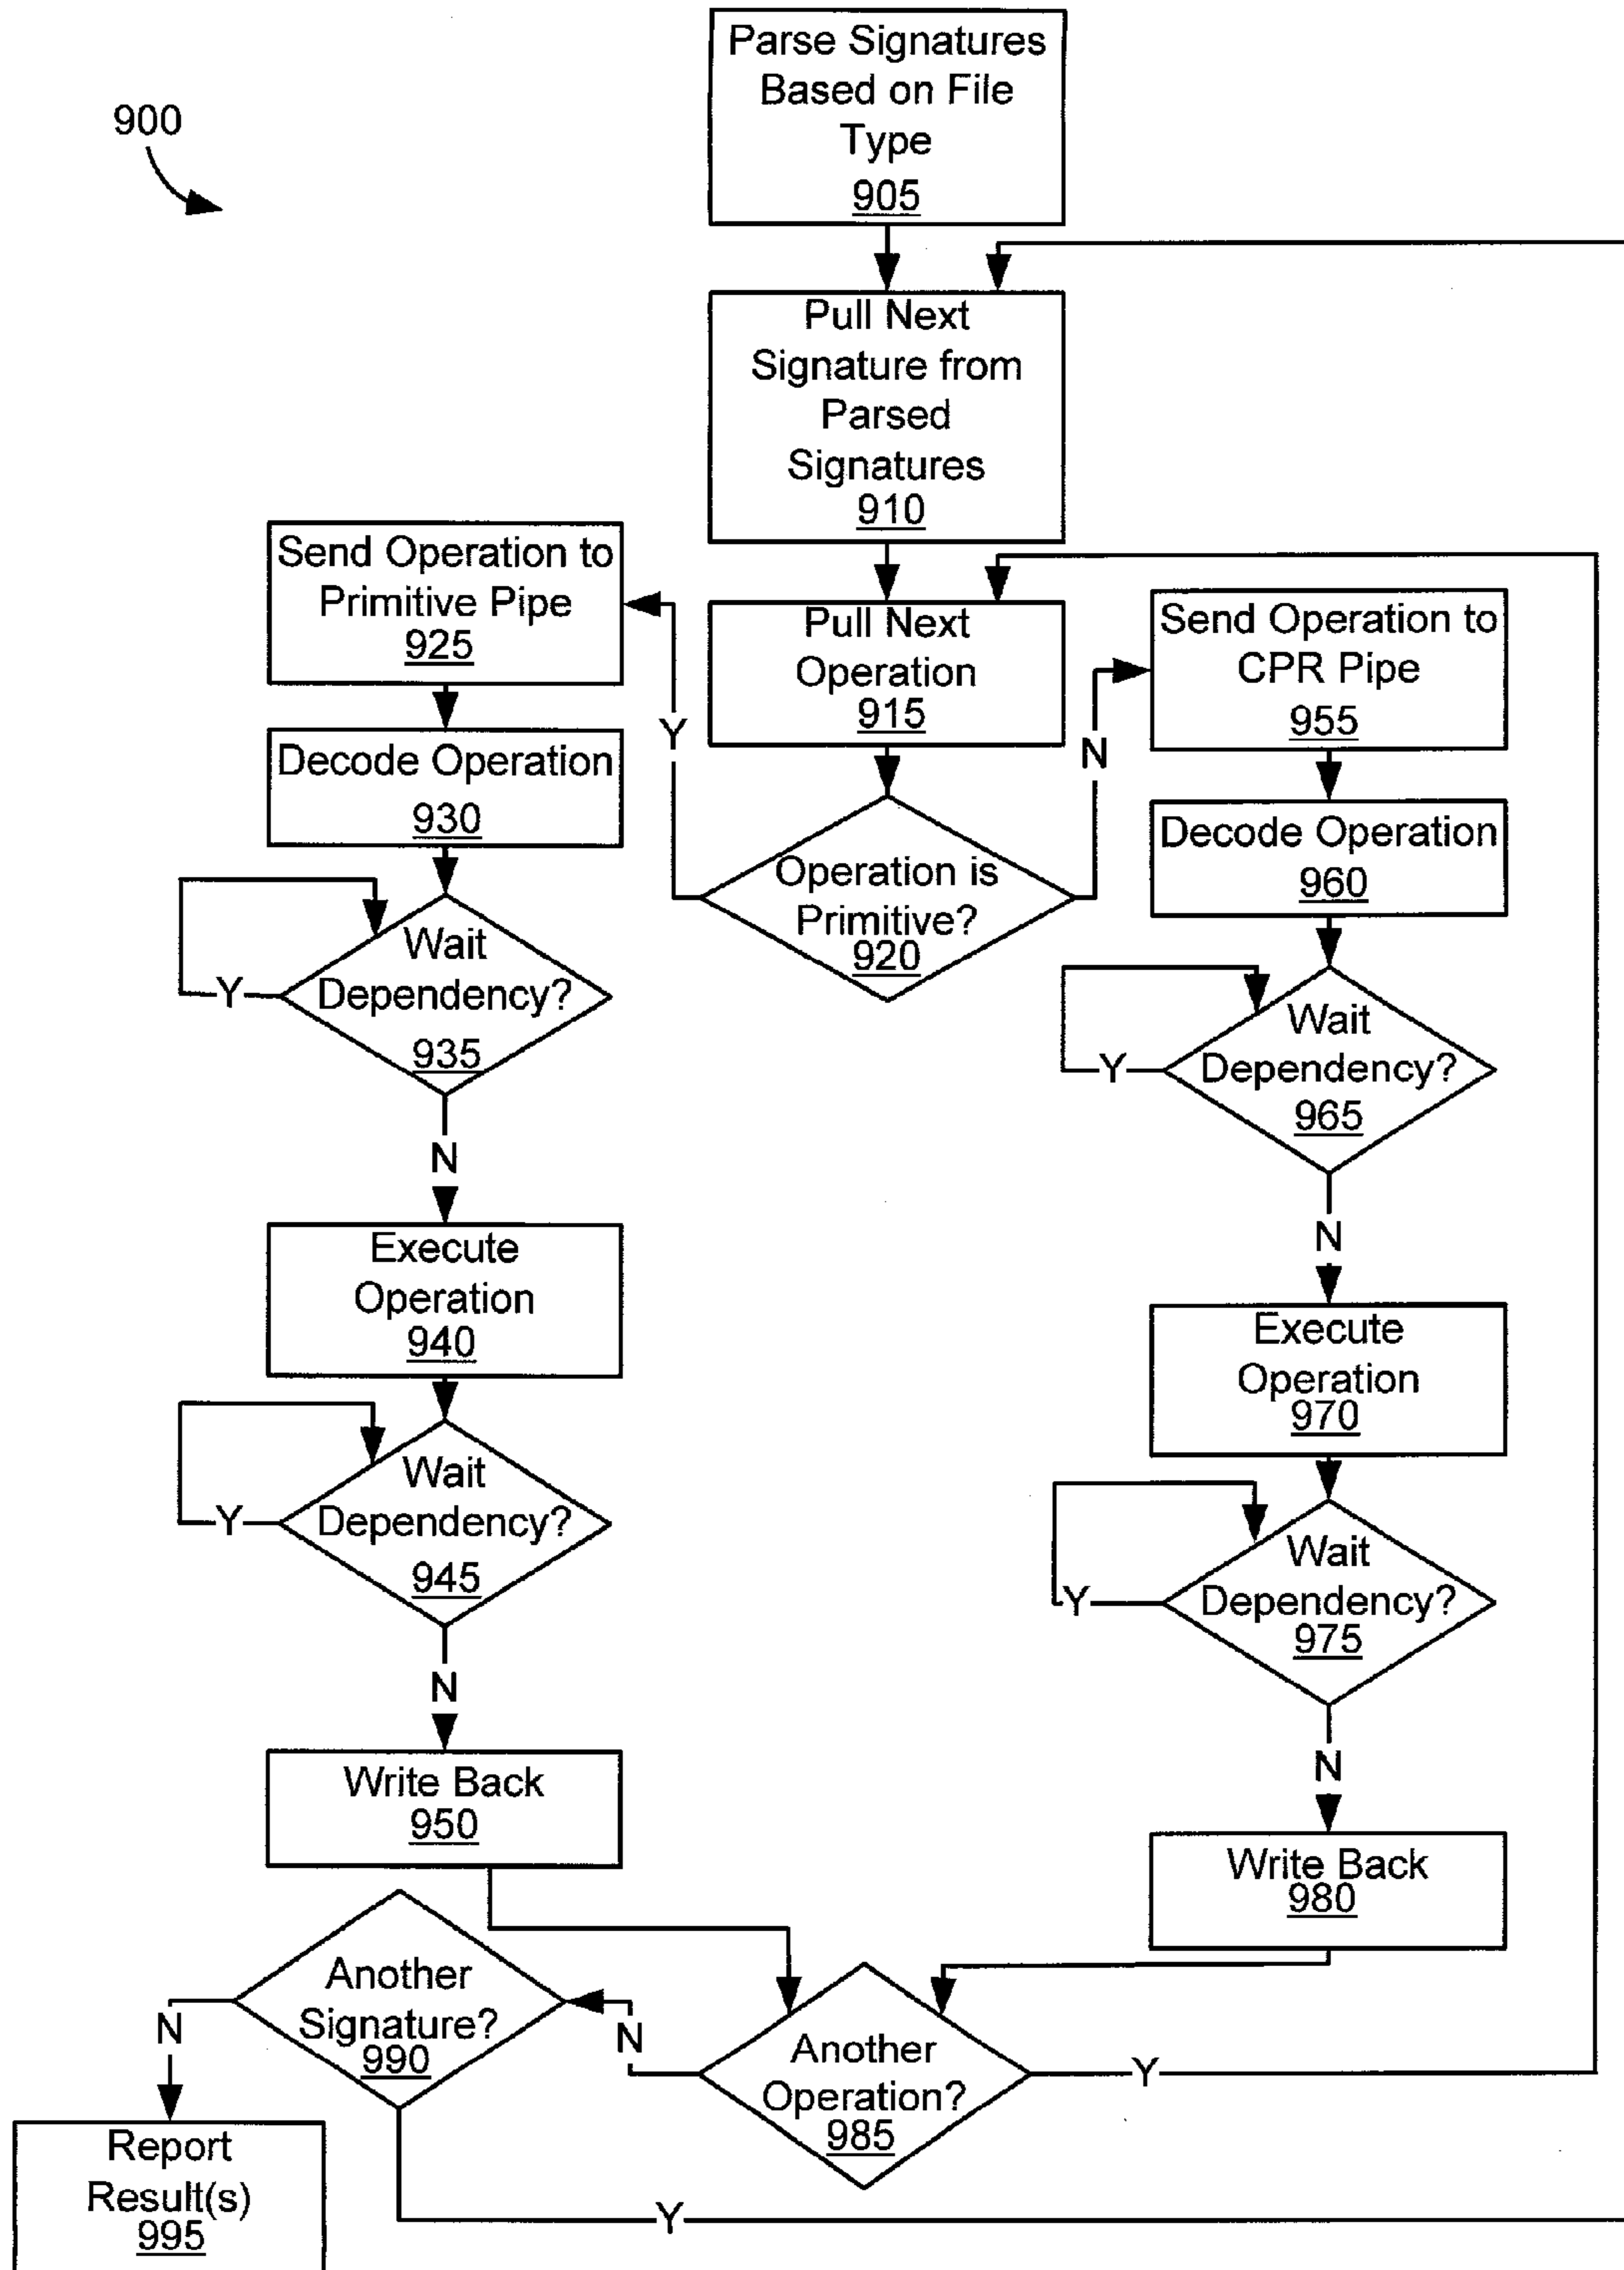 900
Parse Signatures
Based on File
Type
905
Pull Next
Signature from
Parsed
Signatures
910
Pull Next
Operation
915
Operation is
Primitive?
920
Y
N
Send Operation to
Primitive Pipe
925
Decode Operation
930
Wait
Dependency?
935
Y
N
Execute
Operation
940
Wait
Dependency?
945
Y
N
Write Back
950
Send Operation to
CPR Pipe
955
Decode Operation
960
Wait
Dependency?
965
Y
N
Execute
Operation
970
Wait
Dependency?
975
Y
N
Write Back
980
Another
Operation?
985
N
Y
Another
Signature?
990
N
Y
Report
Result(s)
995